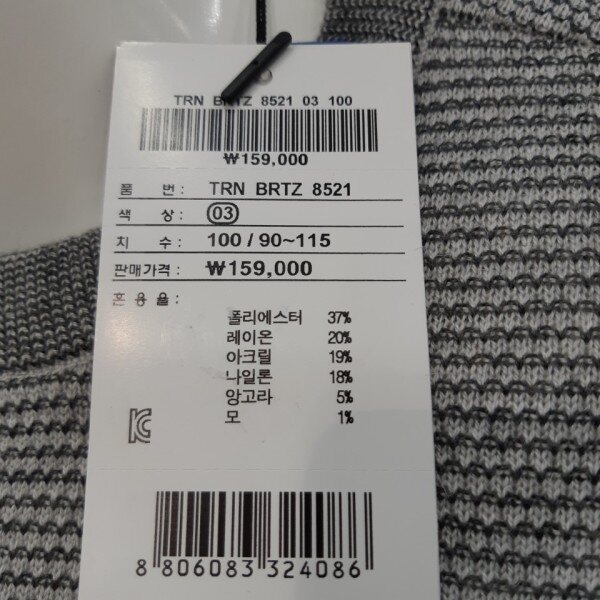 TRN BRTZ 8521 03 100
₩159,000
품 번 : TRN BRTZ 8521
색 상 : 03
치 수 : 100 / 90~115
판매가격 : ₩159,000
혼 용 율 :
폴리에스터 37%
레이온 20%
아크릴 19%
나일론 18%
앙고라 5%
모 1%
KC
8 806083 324086